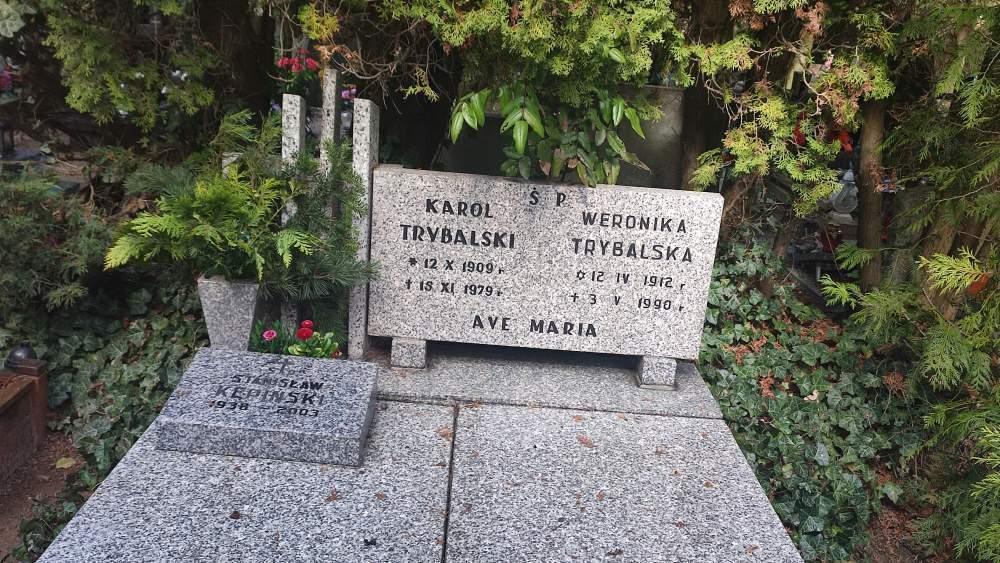 Ś P
KAROL
TRYBALSKI
* 12 X 1909 r
+ 15 XI 1979 r
WERONIKA
TRYBALSKA
¤ 12 IV 1912 r
+ 3 V 1990 r
AVE MARIA
STANISŁAW
KĘPIŃSKI
1938 - 2003